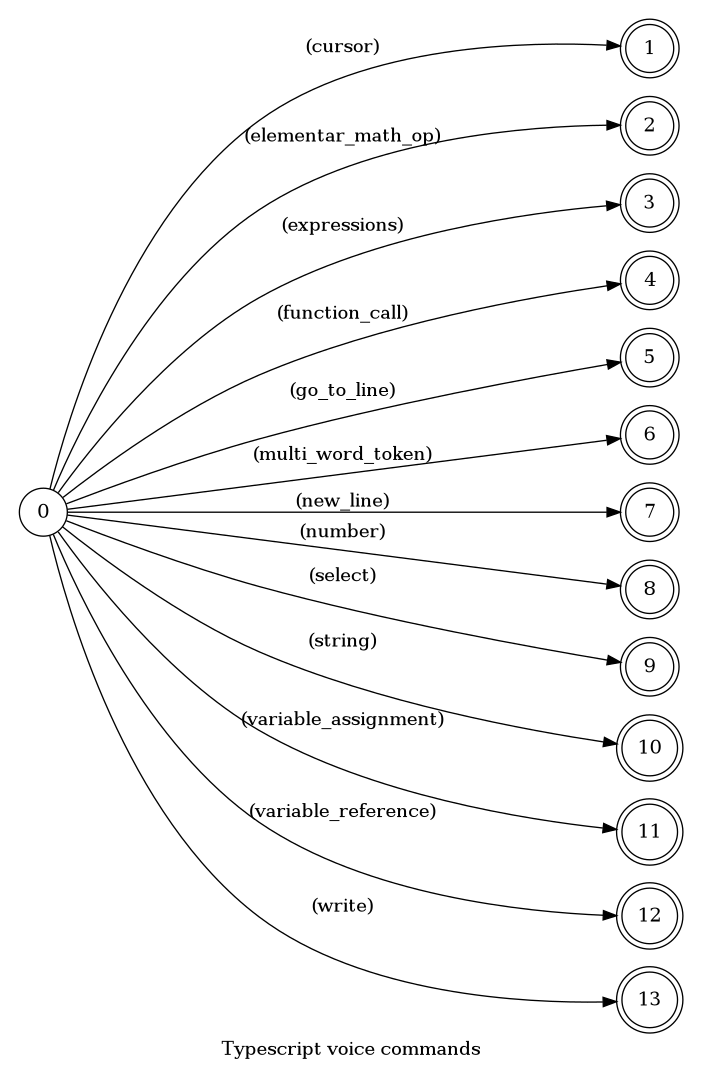 (cursor)
1
(elementar_math_op)
2
(expressions)
3
(function_call)
4
(go_to_line)
5
(multi_word_token)
6
0
(new_line)
7
(number)
8
(select)
9
(string)
10
(variable_assignment)
11
(variable_reference)
12
(write)
13
Typescript voice commands